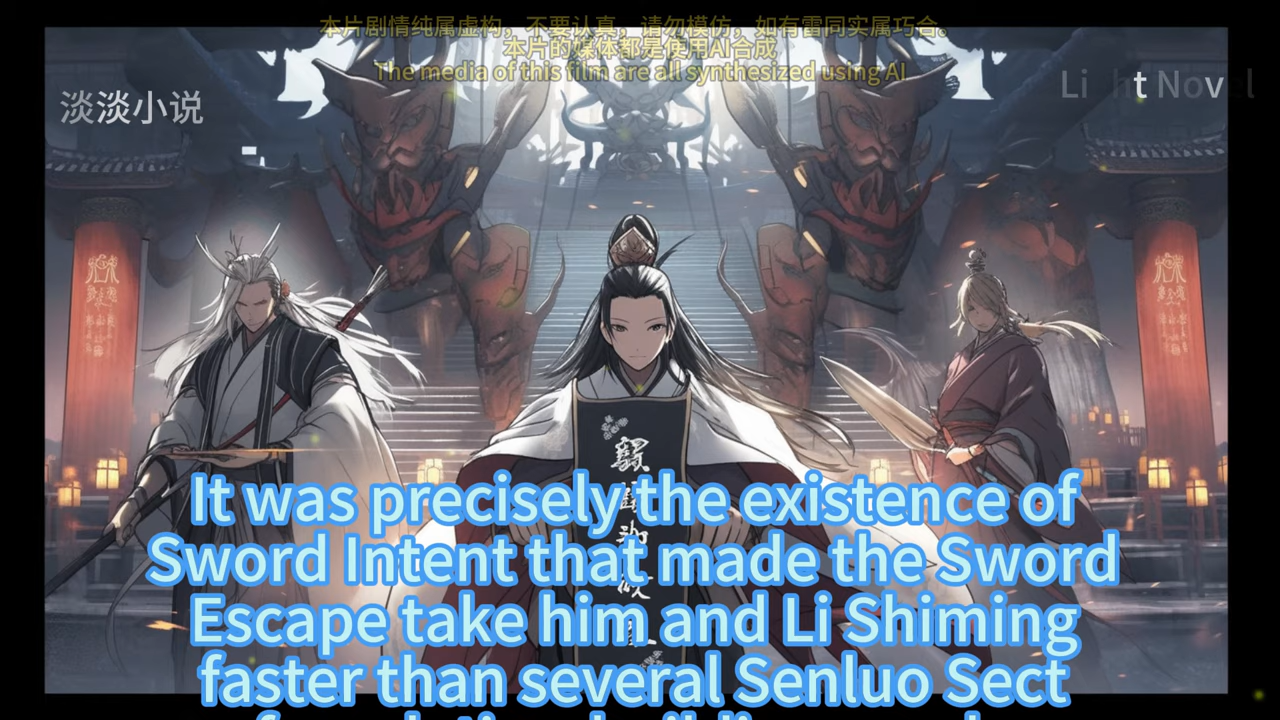 本片剧情纯属虚构，不要认真，请勿模仿，如有雷同实属巧合。
本片的媒体都是使用AI合成
The media of this film are all synthesized using AI
淡淡小说
Light Novel
It was precisely the existence of
Sword Intent that made the Sword
Escape take him and Li Shiming
faster than several Senluo Sect